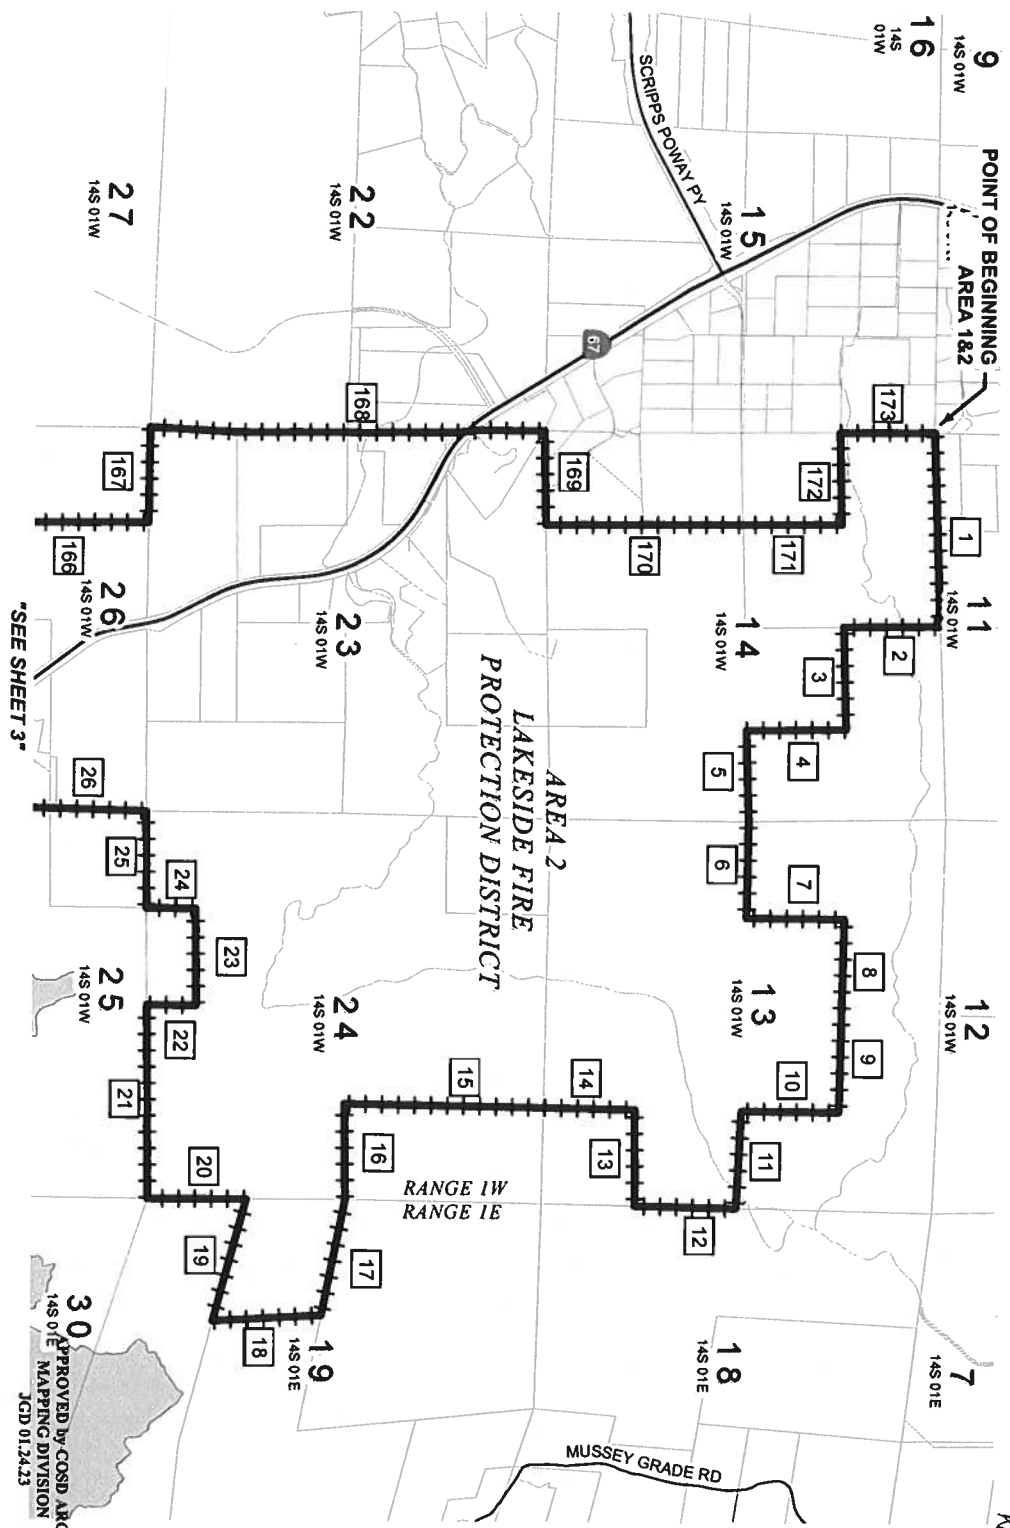 9
14S 01W
16
14S
01W
POINT OF BEGINNING
AREA 1&2
SCRIPPS POWAY PY
15
14S 01W
22
14S 01W
27
14S 01W
67
173
1
172
171
170
169
168
167
166
11
14S 01W
2
3
4
5
6
7
8
9
10
11
12
13
14
15
16
17
18
19
20
21
22
23
24
25
26
14
14S 01W
23
14S 01W
26
14S 01W
"SEE SHEET 3"
AREA 2
LAKESIDE FIRE
PROTECTION DISTRICT
12
14S 01W
13
14S 01W
24
14S 01W
25
14S 01W
RANGE 1W
RANGE 1E
7
14S 01E
18
14S 01E
19
14S 01E
30
14S 01E
MUSSEY GRADE RD
APPROVED by COSD ARC
MAPPING DIVISION
JGD 01.24.23